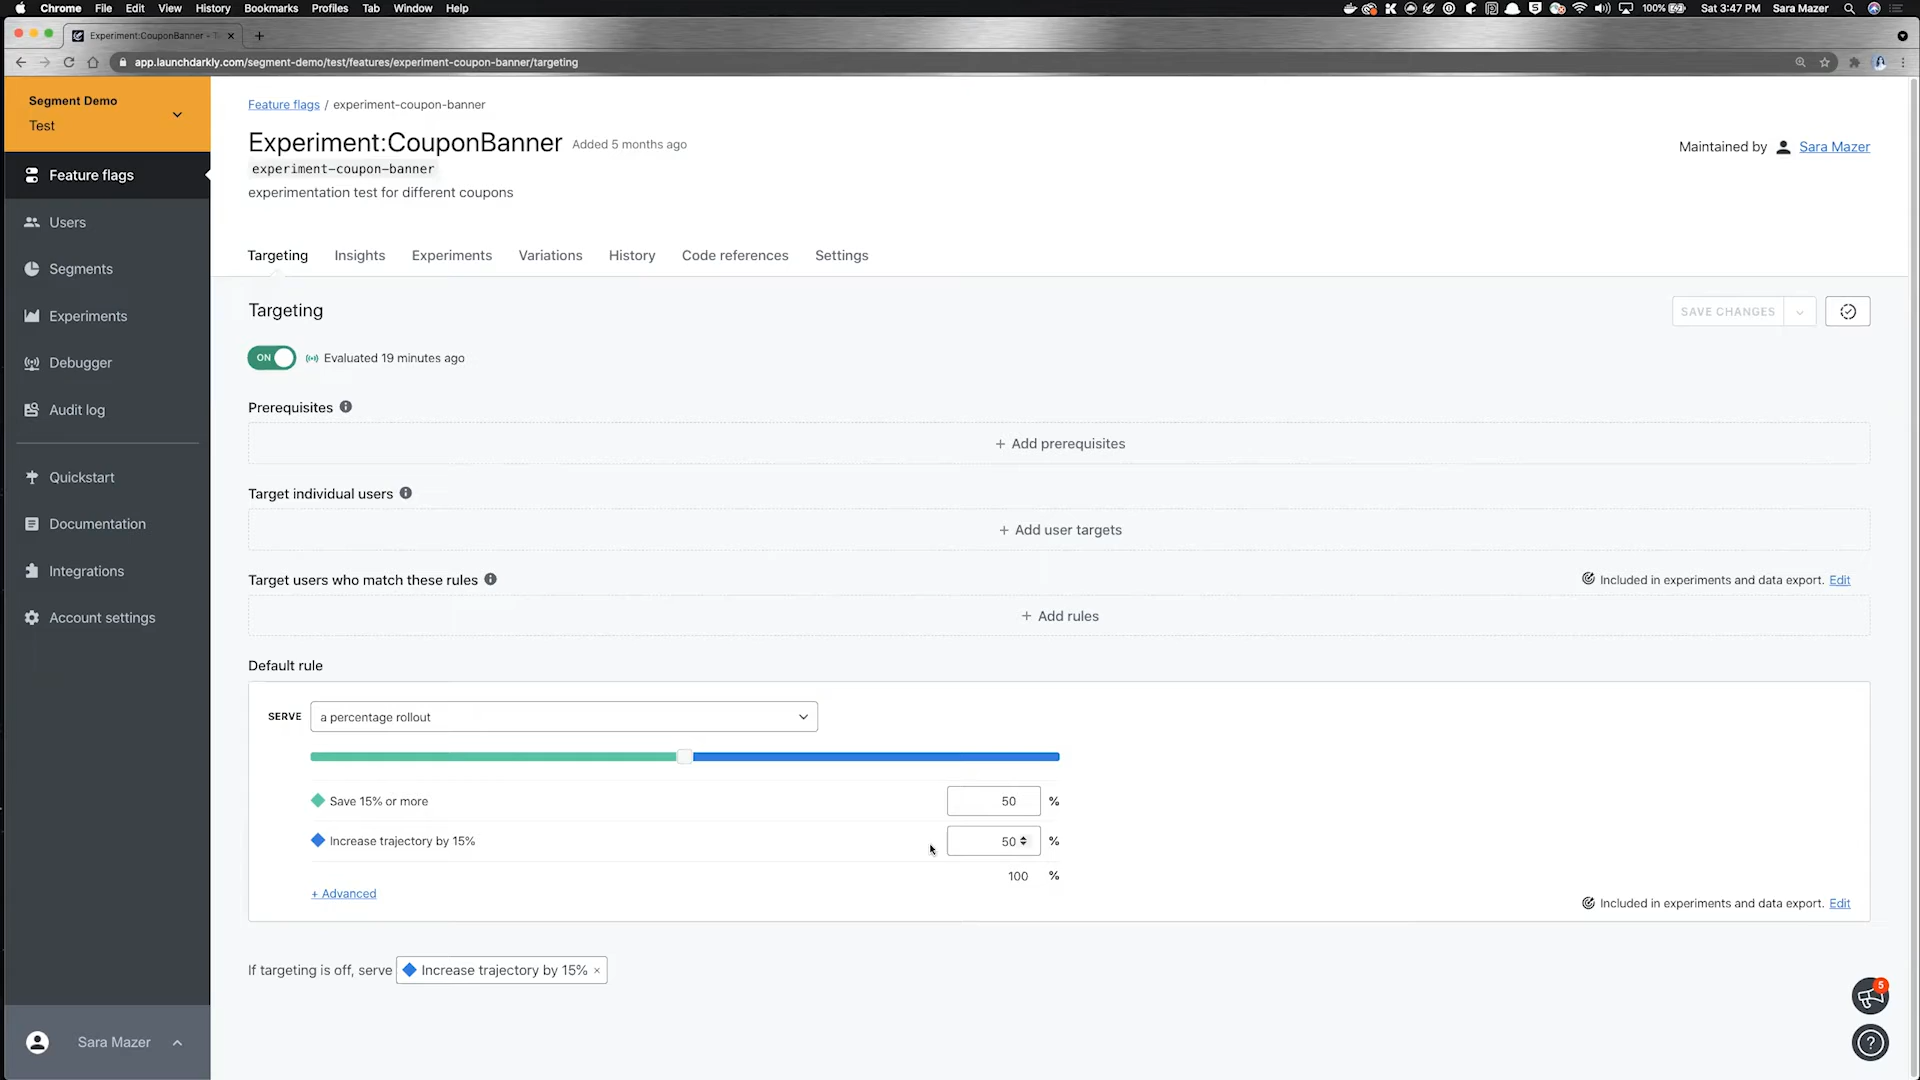 Chrome File Edit View History Bookmarks Profiles Tab Window Help 100% Sat 3:47 PM Sara Mazer
Experiment:CouponBanner - T
app.launchdarkly.com/segment-demo/test/features/experiment-coupon-banner/targeting
Segment Demo
Test
Feature flags
Users
Segments
Experiments
Debugger
Audit log
Quickstart
Documentation
Integrations
Account settings
Sara Mazer
Feature flags / experiment-coupon-banner
Experiment:CouponBanner Added 5 months ago
Maintained by Sara Mazer
experiment-coupon-banner
experimentation test for different coupons
Targeting Insights Experiments Variations History Code references Settings
Targeting
SAVE CHANGES
ON Evaluated 19 minutes ago
Prerequisites
+ Add prerequisites
Target individual users
+ Add user targets
Target users who match these rules
Included in experiments and data export. Edit
+ Add rules
Default rule
SERVE a percentage rollout
Save 15% or more 50 %
Increase trajectory by 15% 50 %
100 %
+ Advanced
Included in experiments and data export. Edit
If targeting is off, serve Increase trajectory by 15% ×
5
?